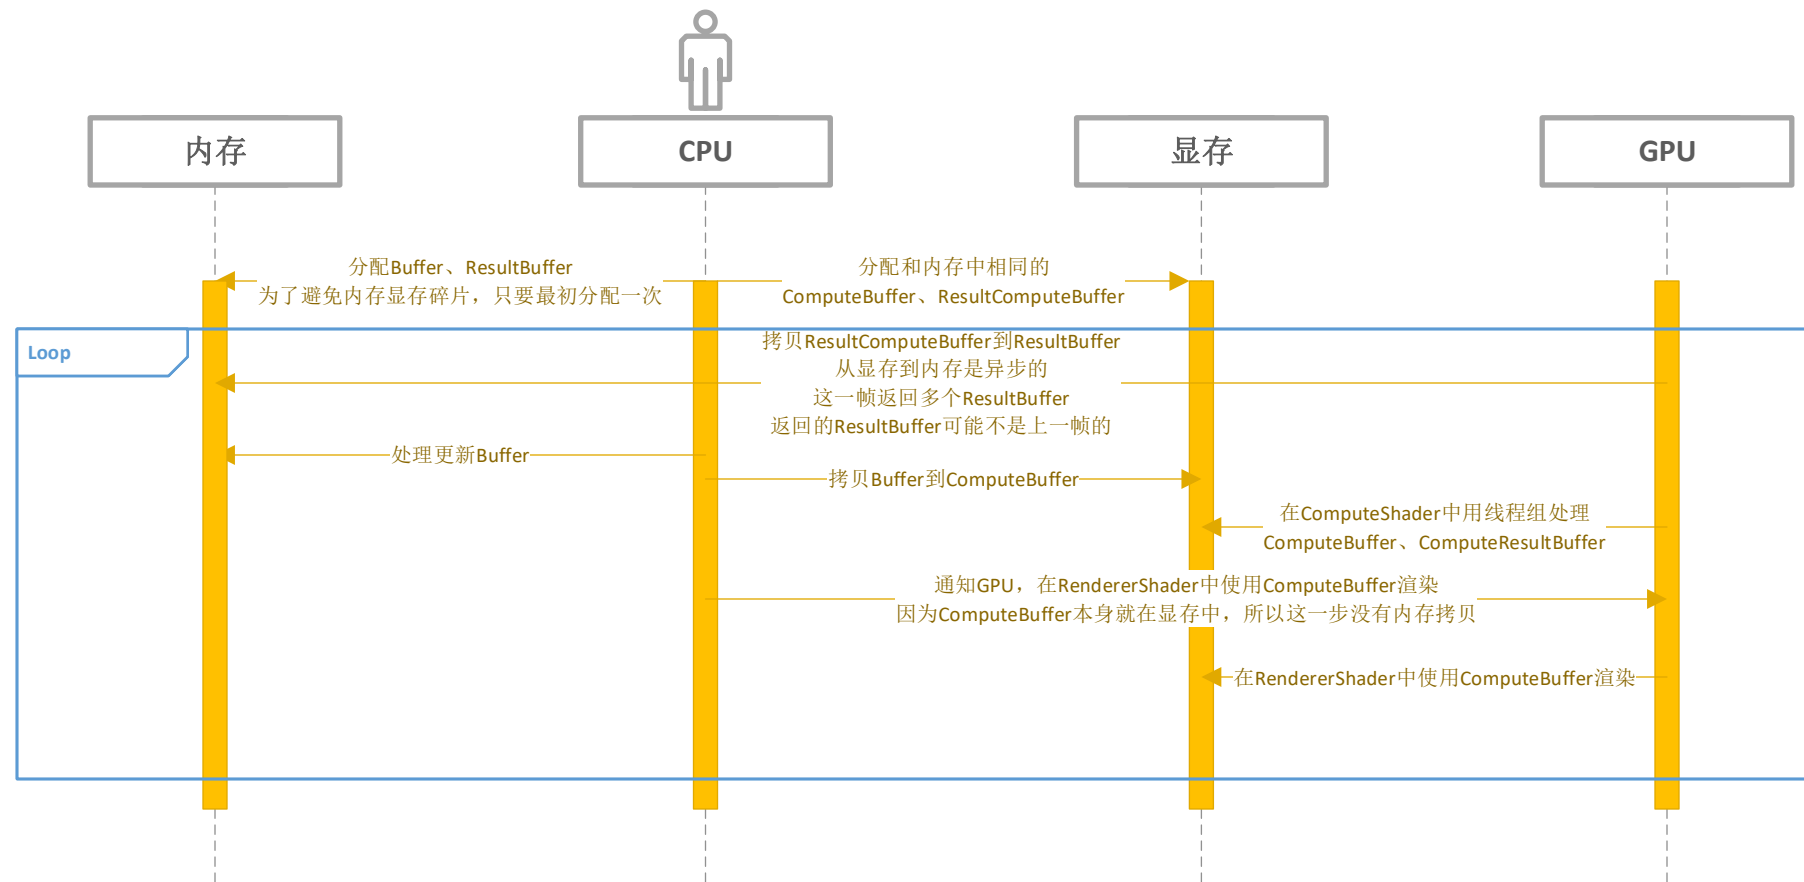 内存
CPU
显存
GPU
分配Buffer、ResultBuffer
为了避免内存显存碎片，只要最初分配一次
分配和内存中相同的
ComputeBuffer、ResultComputeBuffer
Loop
拷贝ResultComputeBuffer到ResultBuffer
从显存到内存是异步的
这一帧返回多个ResultBuffer
返回的ResultBuffer可能不是上一帧的
处理更新Buffer
拷贝Buffer到ComputeBuffer
在ComputeShader中用线程组处理
ComputeBuffer、ComputeResultBuffer
通知GPU，在RendererShader中使用ComputeBuffer渲染
因为ComputeBuffer本身就在显存中，所以这一步没有内存拷贝
在RendererShader中使用ComputeBuffer渲染